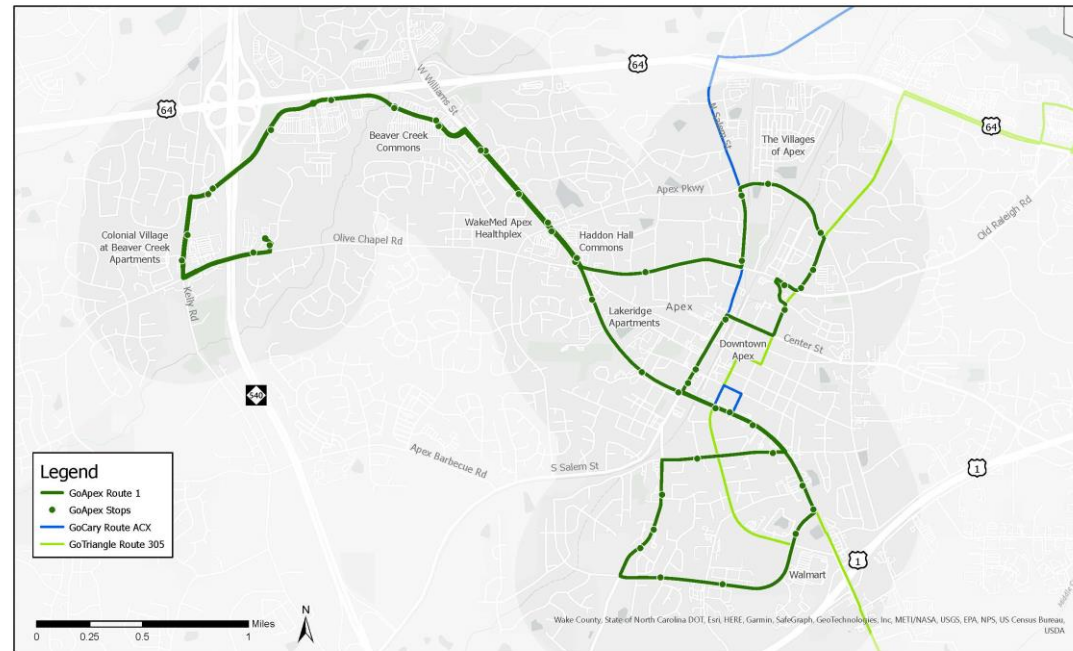 64
W Williams St
64
N Salem St
The Villages
of Apex
64
Beaver Creek
Commons
Apex Pkwy
Old Raleigh Rd
WakeMed Apex
Healthplex
Haddon Hall
Commons
Olive Chapel Rd
Colonial Village
at Beaver Creek
Apartments
Kelly Rd
Apex
Lakeridge
Apartments
Downtown
Apex
Center St
540
Apex Barbecue Rd
S Salem St
1
1
Walmart
Legend
GoApex Route 1
GoApex Stops
GoCary Route ACX
GoTriangle Route 305
0 0.25 0.5 1 Miles
N
Wake County, State of North Carolina DOT, Esri, HERE, Garmin, SafeGraph, GeoTechnologies, Inc, METI/NASA, USGS, EPA, NPS, US Census Bureau,
USDA